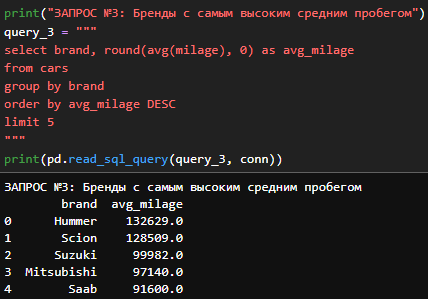 print("ЗАПРОС №3: Бренды с самым высоким средним пробегом")
query_3 = """
select brand, round(avg(milage), 0) as avg_milage
from cars
group by brand
order by avg_milage DESC
limit 5
"""
print(pd.read_sql_query(query_3, conn))
ЗАПРОС №3: Бренды с самым высоким средним пробегом
brand avg_milage
0 Hummer 132629.0
1 Scion 128509.0
2 Suzuki 99982.0
3 Mitsubishi 97140.0
4 Saab 91600.0